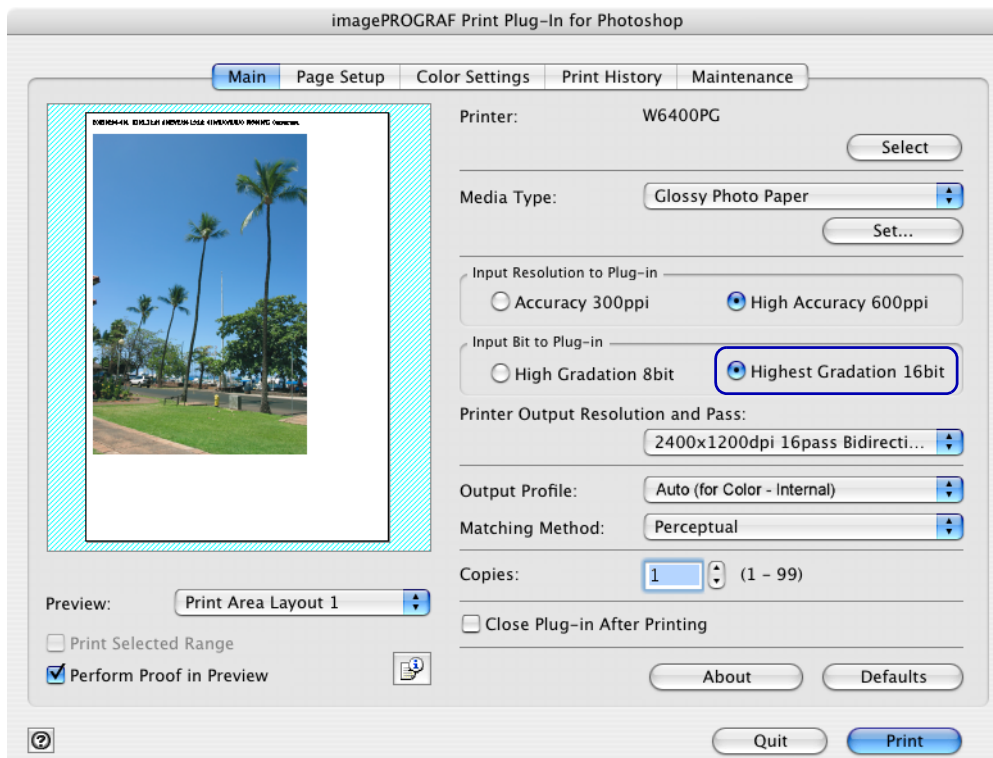 imagePROGRAF Print Plug-In for Photoshop
Main Page Setup Color Settings Print History Maintenance
Printer: W6400PG
Select
Media Type: Glossy Photo Paper
Set...
Input Resolution to Plug-in
Accuracy 300ppi High Accuracy 600ppi
Input Bit to Plug-in
High Gradation 8bit Highest Gradation 16bit
Printer Output Resolution and Pass:
2400x1200dpi 16pass Bidirecti...
Output Profile: Auto (for Color - Internal)
Matching Method: Perceptual
Copies: 1 (1 – 99)
Close Plug-in After Printing
Preview: Print Area Layout 1
Print Selected Range
Perform Proof in Preview
About Defaults
Quit Print